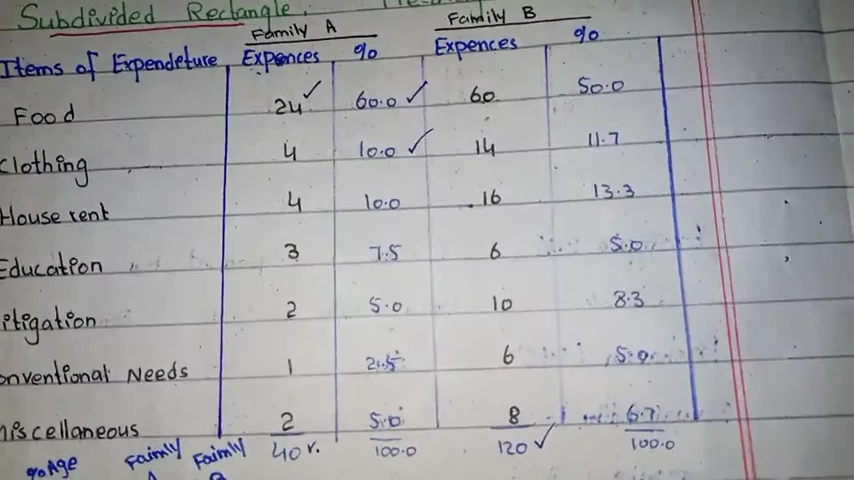 Subdivided Rectangle
Family A Family B
Items of Expendeture Expences % Expences %
Food 24 60.0 60 50.0
Clothing 4 10.0 14 11.7
House rent 4 10.0 16 13.3
Education 3 7.5 6 5.0
itigation 2 5.0 10 8.3
onventional Needs 1 2.5 6 5.0
Miscellaneous 2 5.0 8 6.7
40 100.0 120 100.0
%Age Faimly Faimly
A B